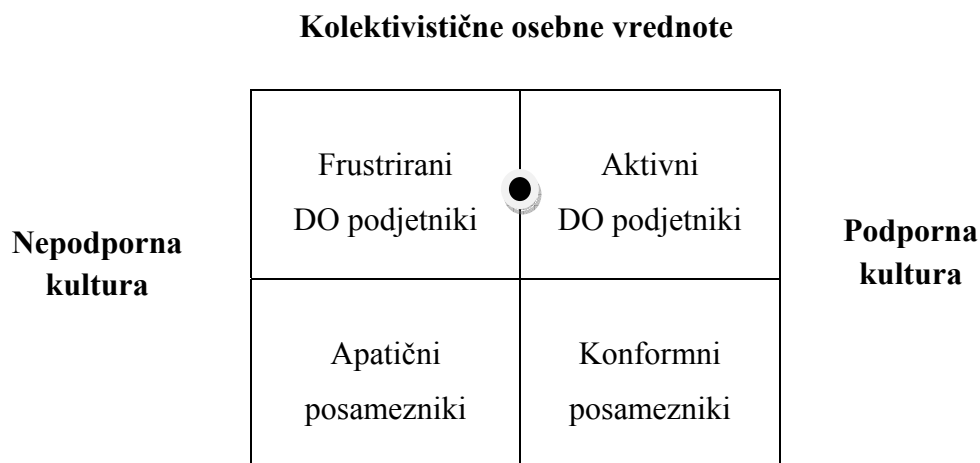 Kolektivistične osebne vrednote
Frustrirani
DO podjetniki
Aktivni
DO podjetniki
Nepodporna
kultura
Podporna
kultura
Apatični
posamezniki
Konformni
posamezniki